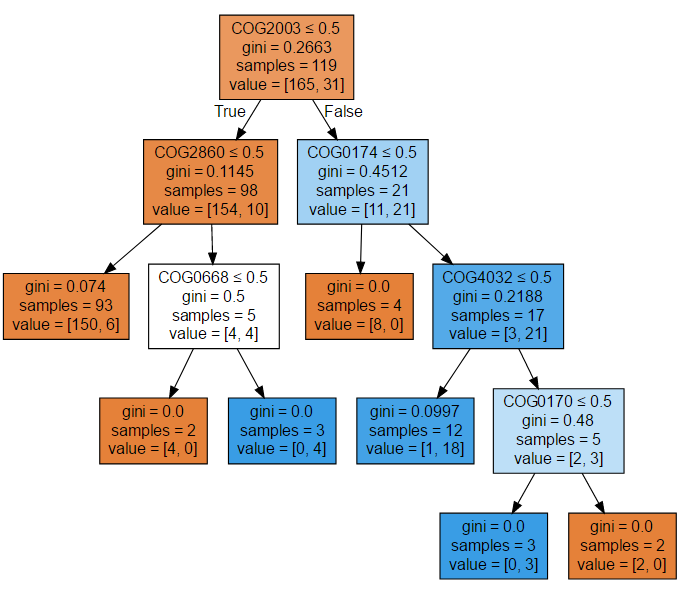 COG2003 ≤ 0.5
gini = 0.2663
samples = 119
value = [165, 31]
True
False
COG2860 ≤ 0.5
gini = 0.1145
samples = 98
value = [154, 10]
COG0174 ≤ 0.5
gini = 0.4512
samples = 21
value = [11, 21]
gini = 0.074
samples = 93
value = [150, 6]
COG0668 ≤ 0.5
gini = 0.5
samples = 5
value = [4, 4]
gini = 0.0
samples = 4
value = [8, 0]
COG4032 ≤ 0.5
gini = 0.2188
samples = 17
value = [3, 21]
gini = 0.0
samples = 2
value = [4, 0]
gini = 0.0
samples = 3
value = [0, 4]
gini = 0.0997
samples = 12
value = [1, 18]
COG0170 ≤ 0.5
gini = 0.48
samples = 5
value = [2, 3]
gini = 0.0
samples = 3
value = [0, 3]
gini = 0.0
samples = 2
value = [2, 0]